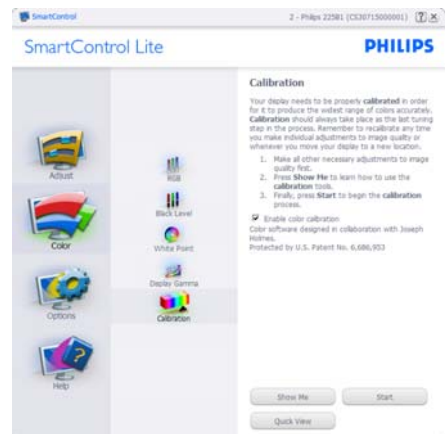 SmartControl
2 - Philips 225B1 (CS30715000001)
SmartControl Lite
PHILIPS
Adjust
Color
Options
Help
RGB
Black Level
White Point
Display Gamma
Calibration
Calibration
Your display needs to be properly calibrated in order
for it to produce the widest range of colors accurately.
Calibration should always take place as the last tuning
step in the process. Remember to recalibrate any time
you make individual adjustments to image quality or
whenever you move your display to a new location.
1. Make all other necessary adjustments to image
quality first.
2. Press Show Me to learn how to use the
calibration tools.
3. Finally, press Start to begin the calibration
process.
Enable color calibration
Color software designed in collaboration with Joseph
Holmes.
Protected by U.S. Patent No. 6,686,953
Show Me
Start
Quick View